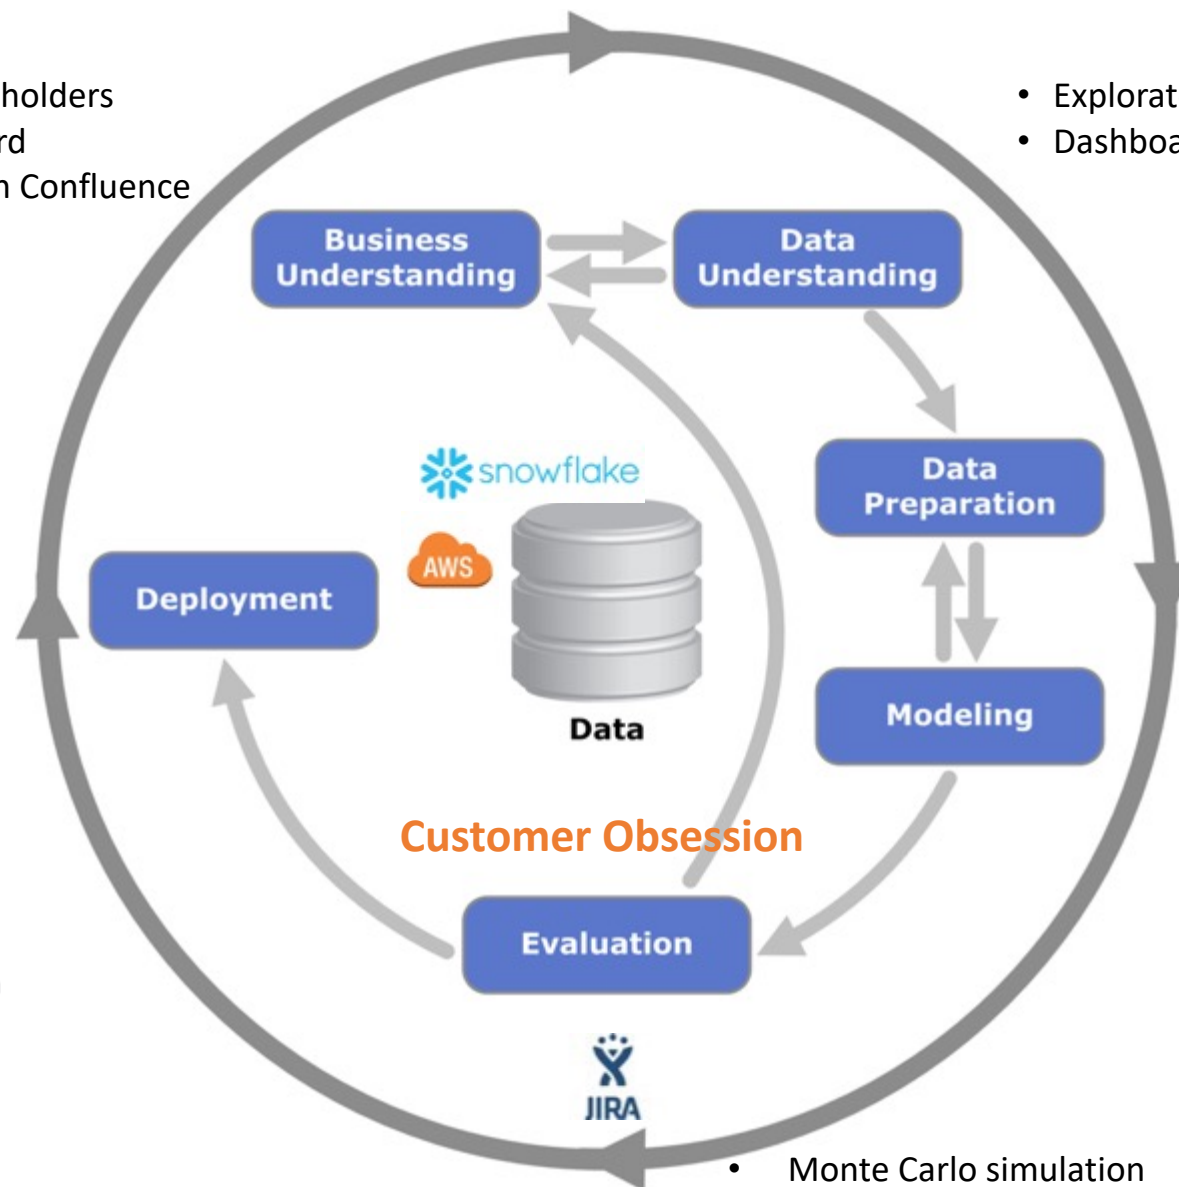 holders
rd
n Confluence
• Explorat
• Dashboa
Business
Understanding
Data
Understanding
snowflake
AWS
Data
Preparation
Deployment
Modeling
Data
Customer Obsession
Evaluation
JIRA
• Monte Carlo simulation